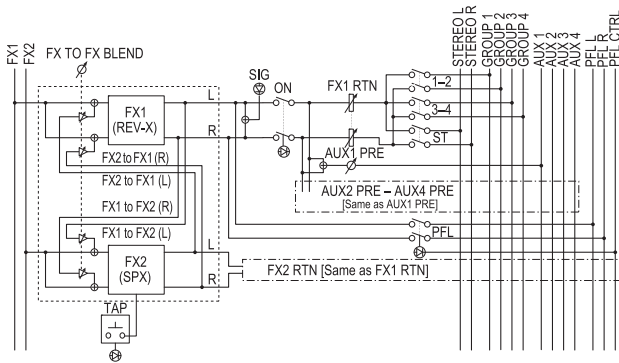 FX1
FX2
FX TO FX BLEND
FX1
(REV-X)
FX2 to FX1 (R)
FX2 to FX1 (L)
FX1 to FX2 (R)
FX1 to FX2 (L)
FX2
(SPX)
TAP
L
R
L
R
SIG
ON
FX1 RTN
AUX1 PRE
AUX2 PRE – AUX4 PRE
[Same as AUX1 PRE]
1–2
3–4
ST
PFL
FX2 RTN [Same as FX1 RTN]
STEREO L
STEREO R
GROUP 1
GROUP 2
GROUP 3
GROUP 4
AUX 1
AUX 2
AUX 3
AUX 4
PFL L
PFL R
PFL CTRL